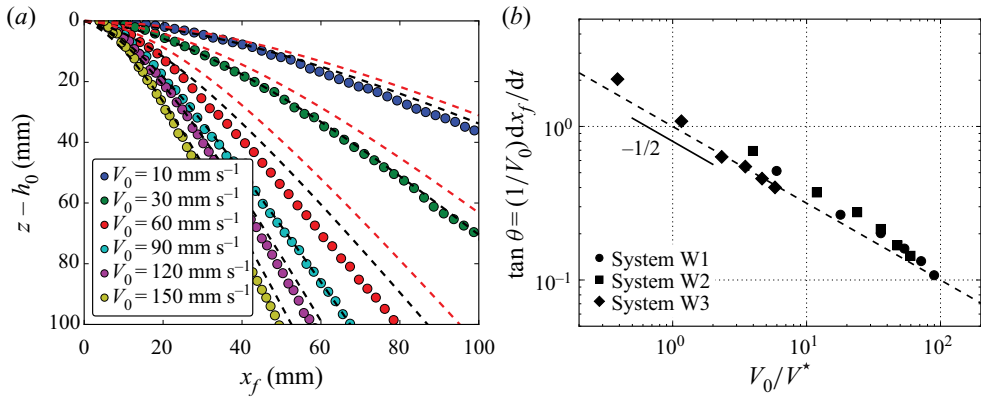 (a)
0
20
40
60
80
100
z – h₀ (mm)
V₀ = 10 mm s⁻¹
V₀ = 30 mm s⁻¹
V₀ = 60 mm s⁻¹
V₀ = 90 mm s⁻¹
V₀ = 120 mm s⁻¹
V₀ = 150 mm s⁻¹
0 20 40 60 80 100
x_f (mm)
(b)
tan θ = (1/V₀) dx_f/dt
10⁰
10⁻¹
–1/2
System W1
System W2
System W3
10⁰ 10¹ 10²
V₀/V⋆